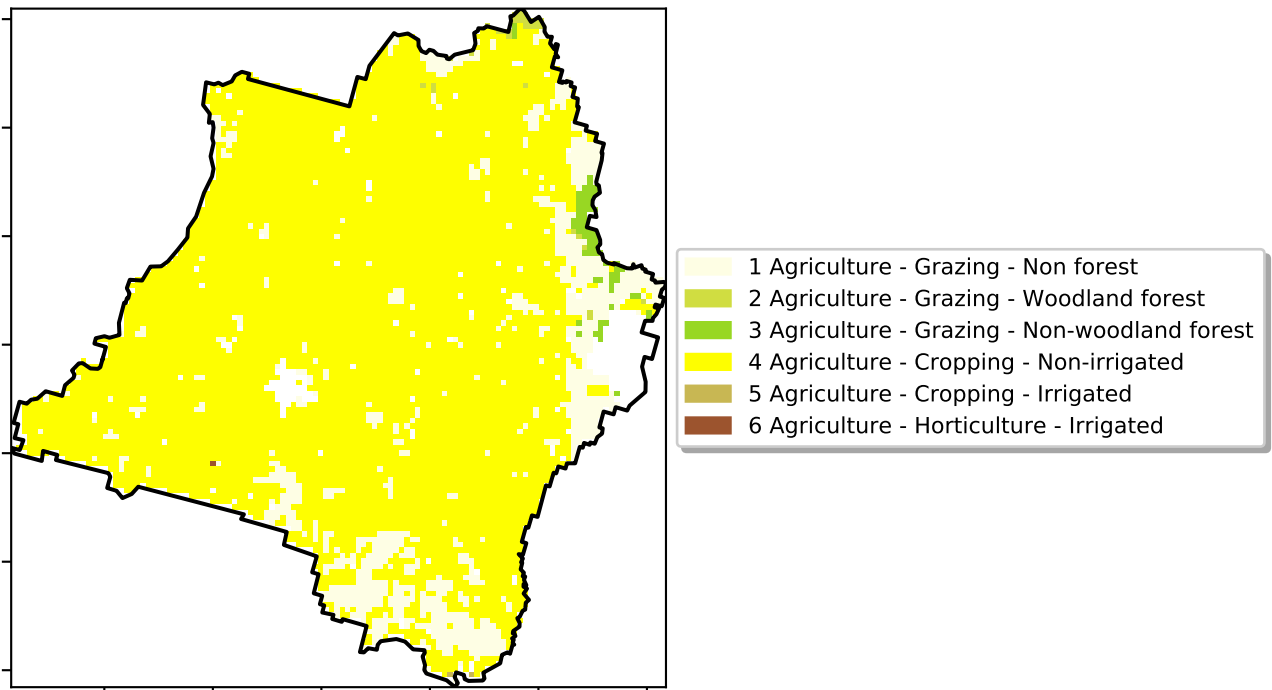 1 Agriculture - Grazing - Non forest
2 Agriculture - Grazing - Woodland forest
3 Agriculture - Grazing - Non-woodland forest
4 Agriculture - Cropping - Non-irrigated
5 Agriculture - Cropping - Irrigated
6 Agriculture - Horticulture - Irrigated